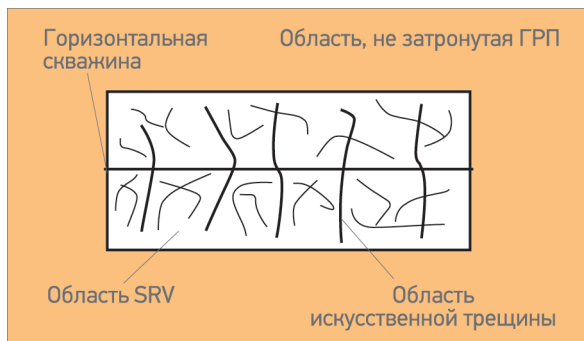 Горизонтальная
скважина
Область, не затронутая ГРП
Область SRV
Область
искусственной трещины